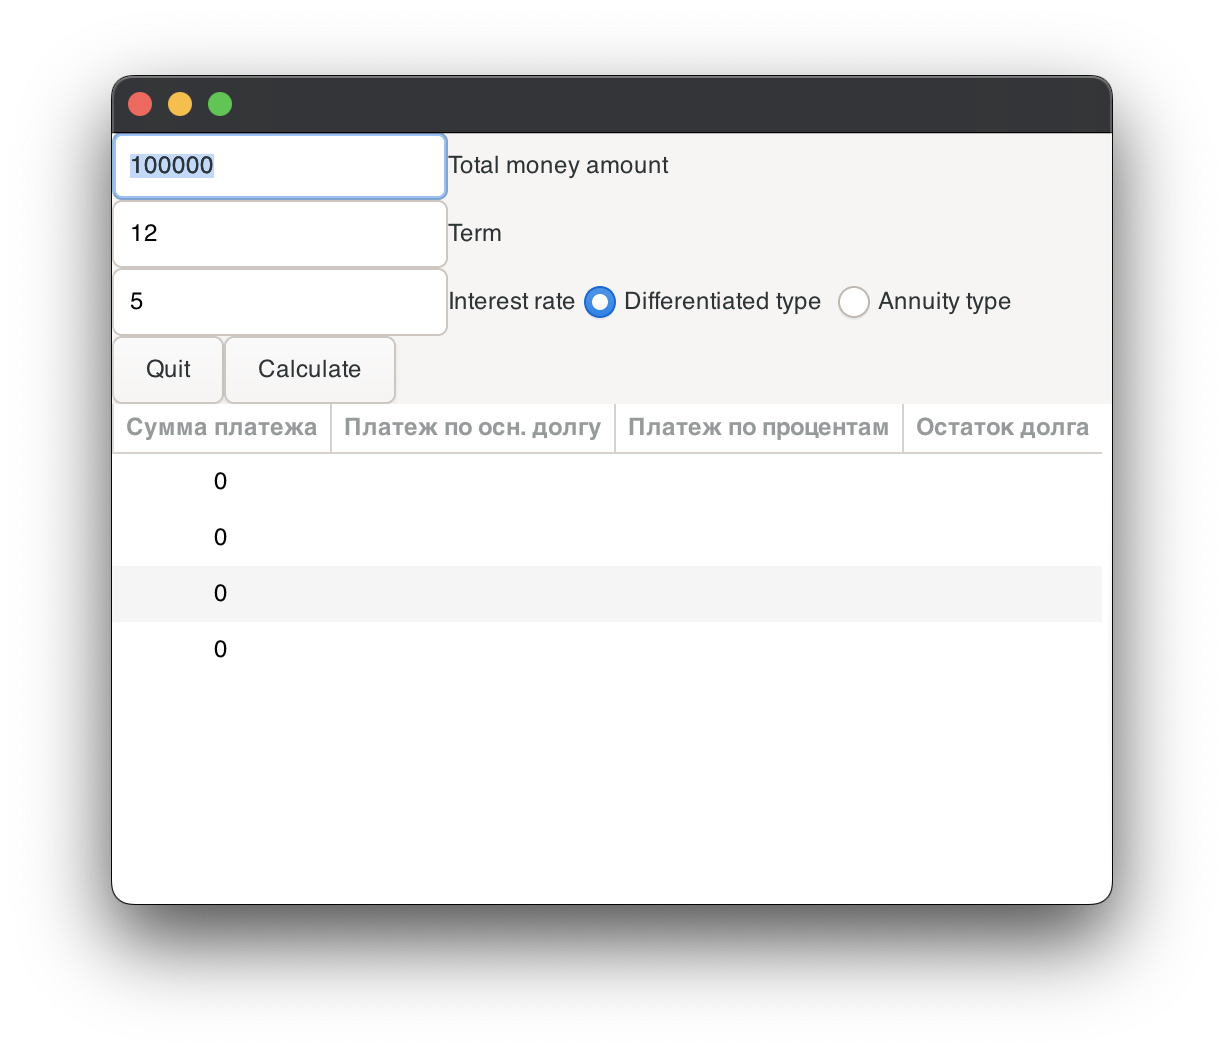 100000 Total money amount
12 Term
5 Interest rate Differentiated type Annuity type
Quit Calculate
Сумма платежа Платеж по осн. долгу Платеж по процентам Остаток долга
0
0
0
0